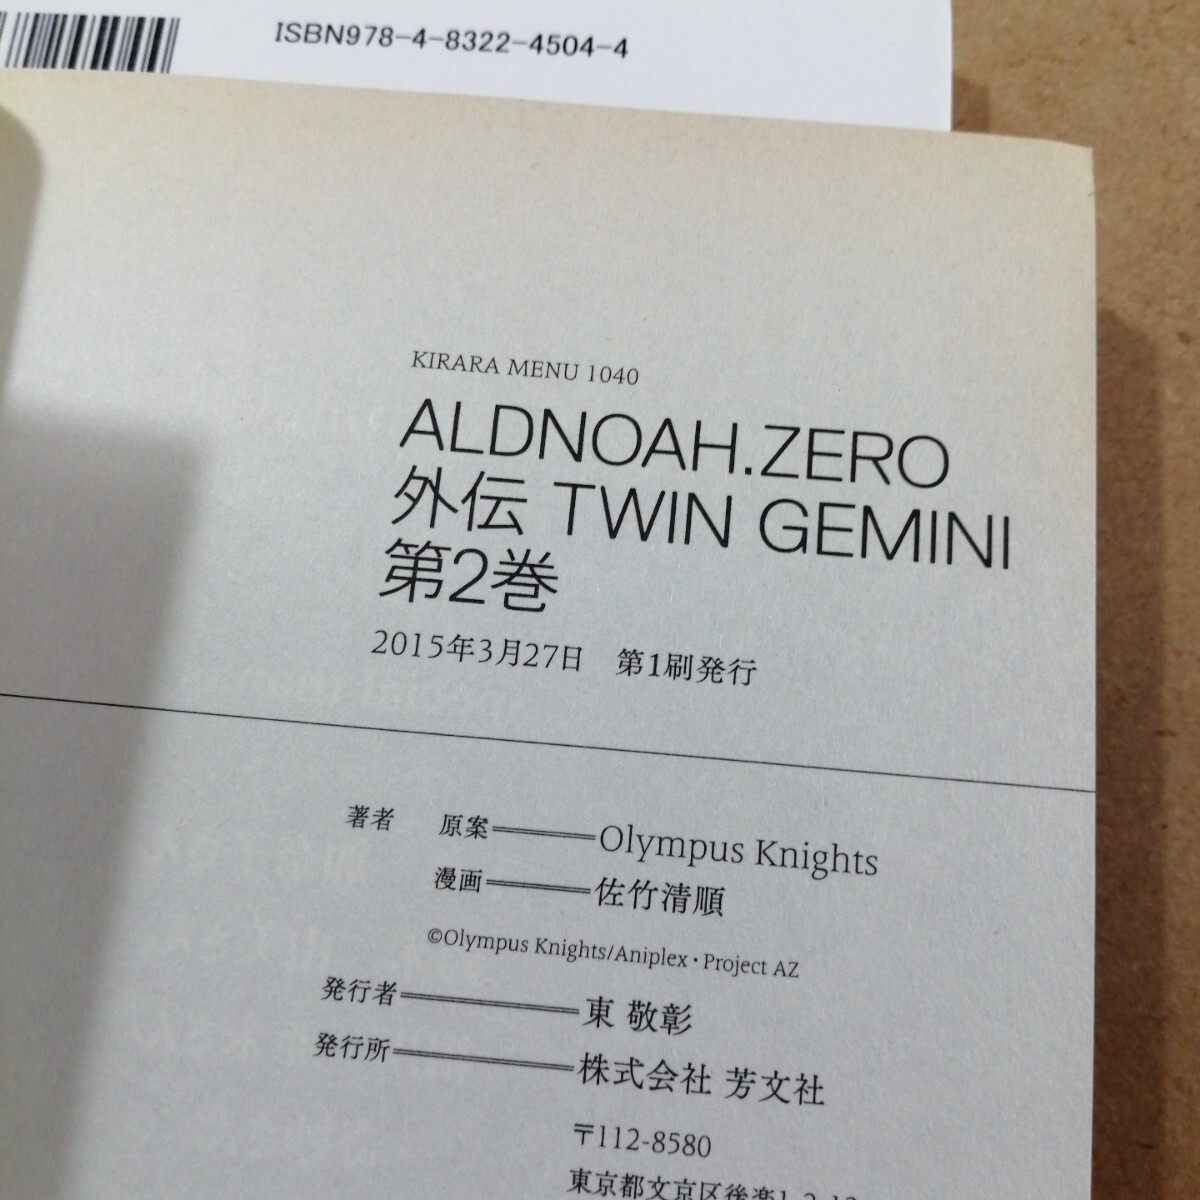 ISBN978-4-8322-4504-4
KIRARA MENU 1040
ALDNOAH.ZERO
外伝 TWIN GEMINI
第2巻
2015年3月27日 第1刷発行
著者 原案 Olympus Knights
漫画 佐竹清順
©Olympus Knights/Aniplex・Project AZ
発行者 東 敬彰
発行所 株式会社 芳文社
〒112-8580
東京都文京区後楽1-2-12